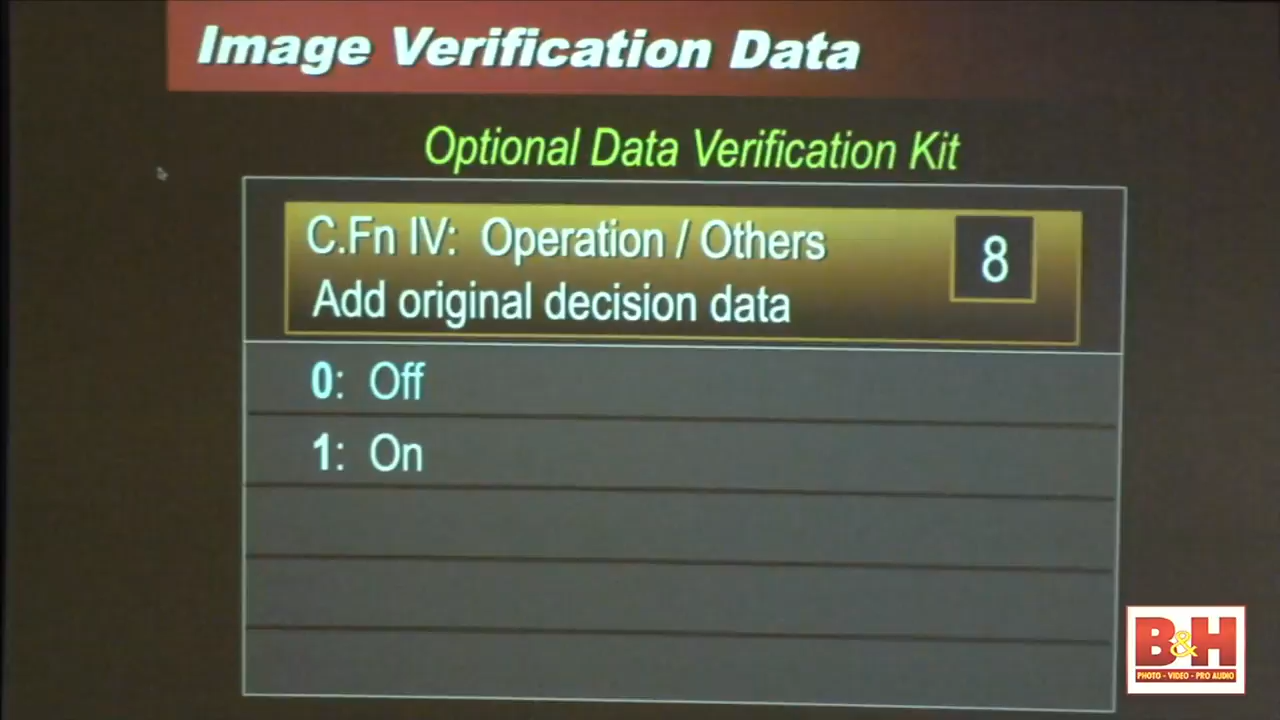 Image Verification Data
Optional Data Verification Kit
C.Fn IV: Operation / Others
8
Add original decision data
0: Off
1: On
B&H
PHOTO - VIDEO - PRO AUDIO